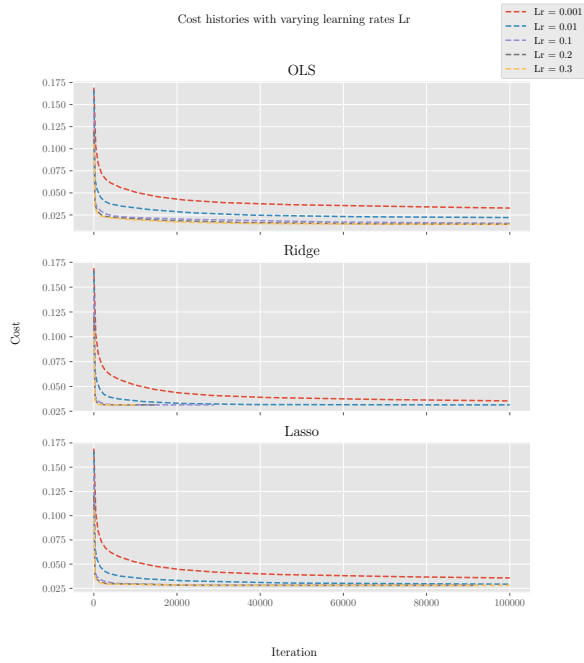 Cost histories with varying learning rates Lr
Lr = 0.001
Lr = 0.01
Lr = 0.1
Lr = 0.2
Lr = 0.3
OLS
0.175
0.150
0.125
0.100
0.075
0.050
0.025
Ridge
0.175
0.150
0.125
0.100
0.075
0.050
0.025
Cost
Lasso
0.175
0.150
0.125
0.100
0.075
0.050
0.025
0 20000 40000 60000 80000 100000
Iteration